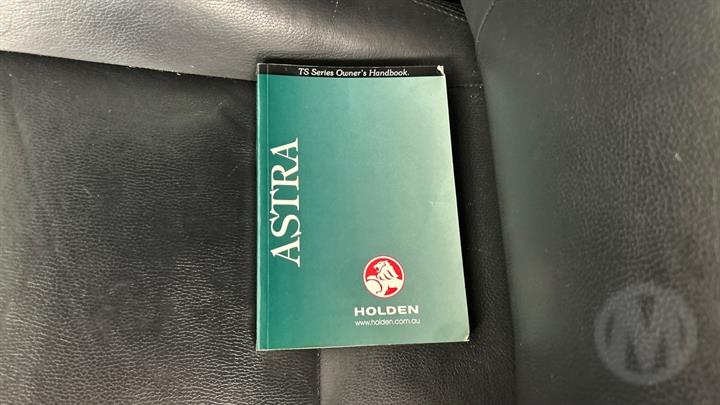 TS Series Owner's Handbook.
ASTRA
HOLDEN
www.holden.com.au
M